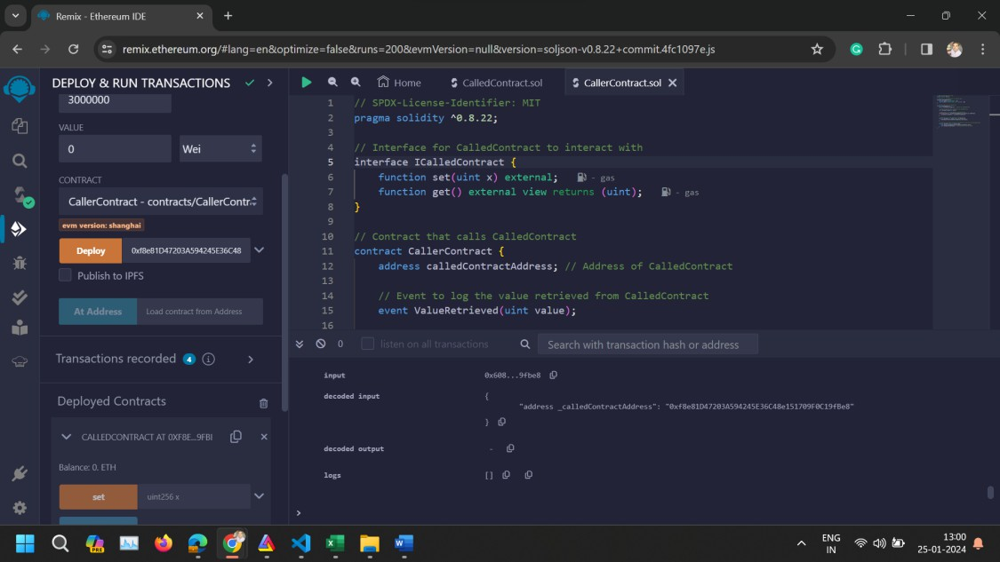 Remix - Ethereum IDE
remix.ethereum.org/#lang=en&optimize=false&runs=200&evmVersion=null&version=soljson-v0.8.22+commit.4fc1097e.js
DEPLOY & RUN TRANSACTIONS
3000000
VALUE
0 Wei
CONTRACT
CallerContract - contracts/CallerContr
evm version: shanghai
Deploy 0xf8e81D47203A594245E36C48
Publish to IPFS
At Address Load contract from Address
Transactions recorded 4 i
Deployed Contracts
CALLEDCONTRACT AT 0XF8E...9FBI
Balance: 0. ETH
set uint256 x
Home CalledContract.sol CallerContract.sol
1 // SPDX-License-Identifier: MIT
2 pragma solidity ^0.8.22;
3
4 // Interface for CalledContract to interact with
5 interface ICalledContract {
6 function set(uint x) external; - gas
7 function get() external view returns (uint); - gas
8 }
9
10 // Contract that calls CalledContract
11 contract CallerContract {
12 address calledContractAddress; // Address of CalledContract
13
14 // Event to log the value retrieved from CalledContract
15 event ValueRetrieved(uint value);
16
0 listen on all transactions Search with transaction hash or address
input 0x608...9fbe8
decoded input {
"address _calledContractAddress": "0xf8e81D47203A594245E36C48e151709F0C19fBe8"
}
decoded output -
logs []
>
PRE
ENG
IN
13:00
25-01-2024